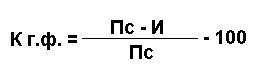 К г.ф. = Пс - И / Пс - 100